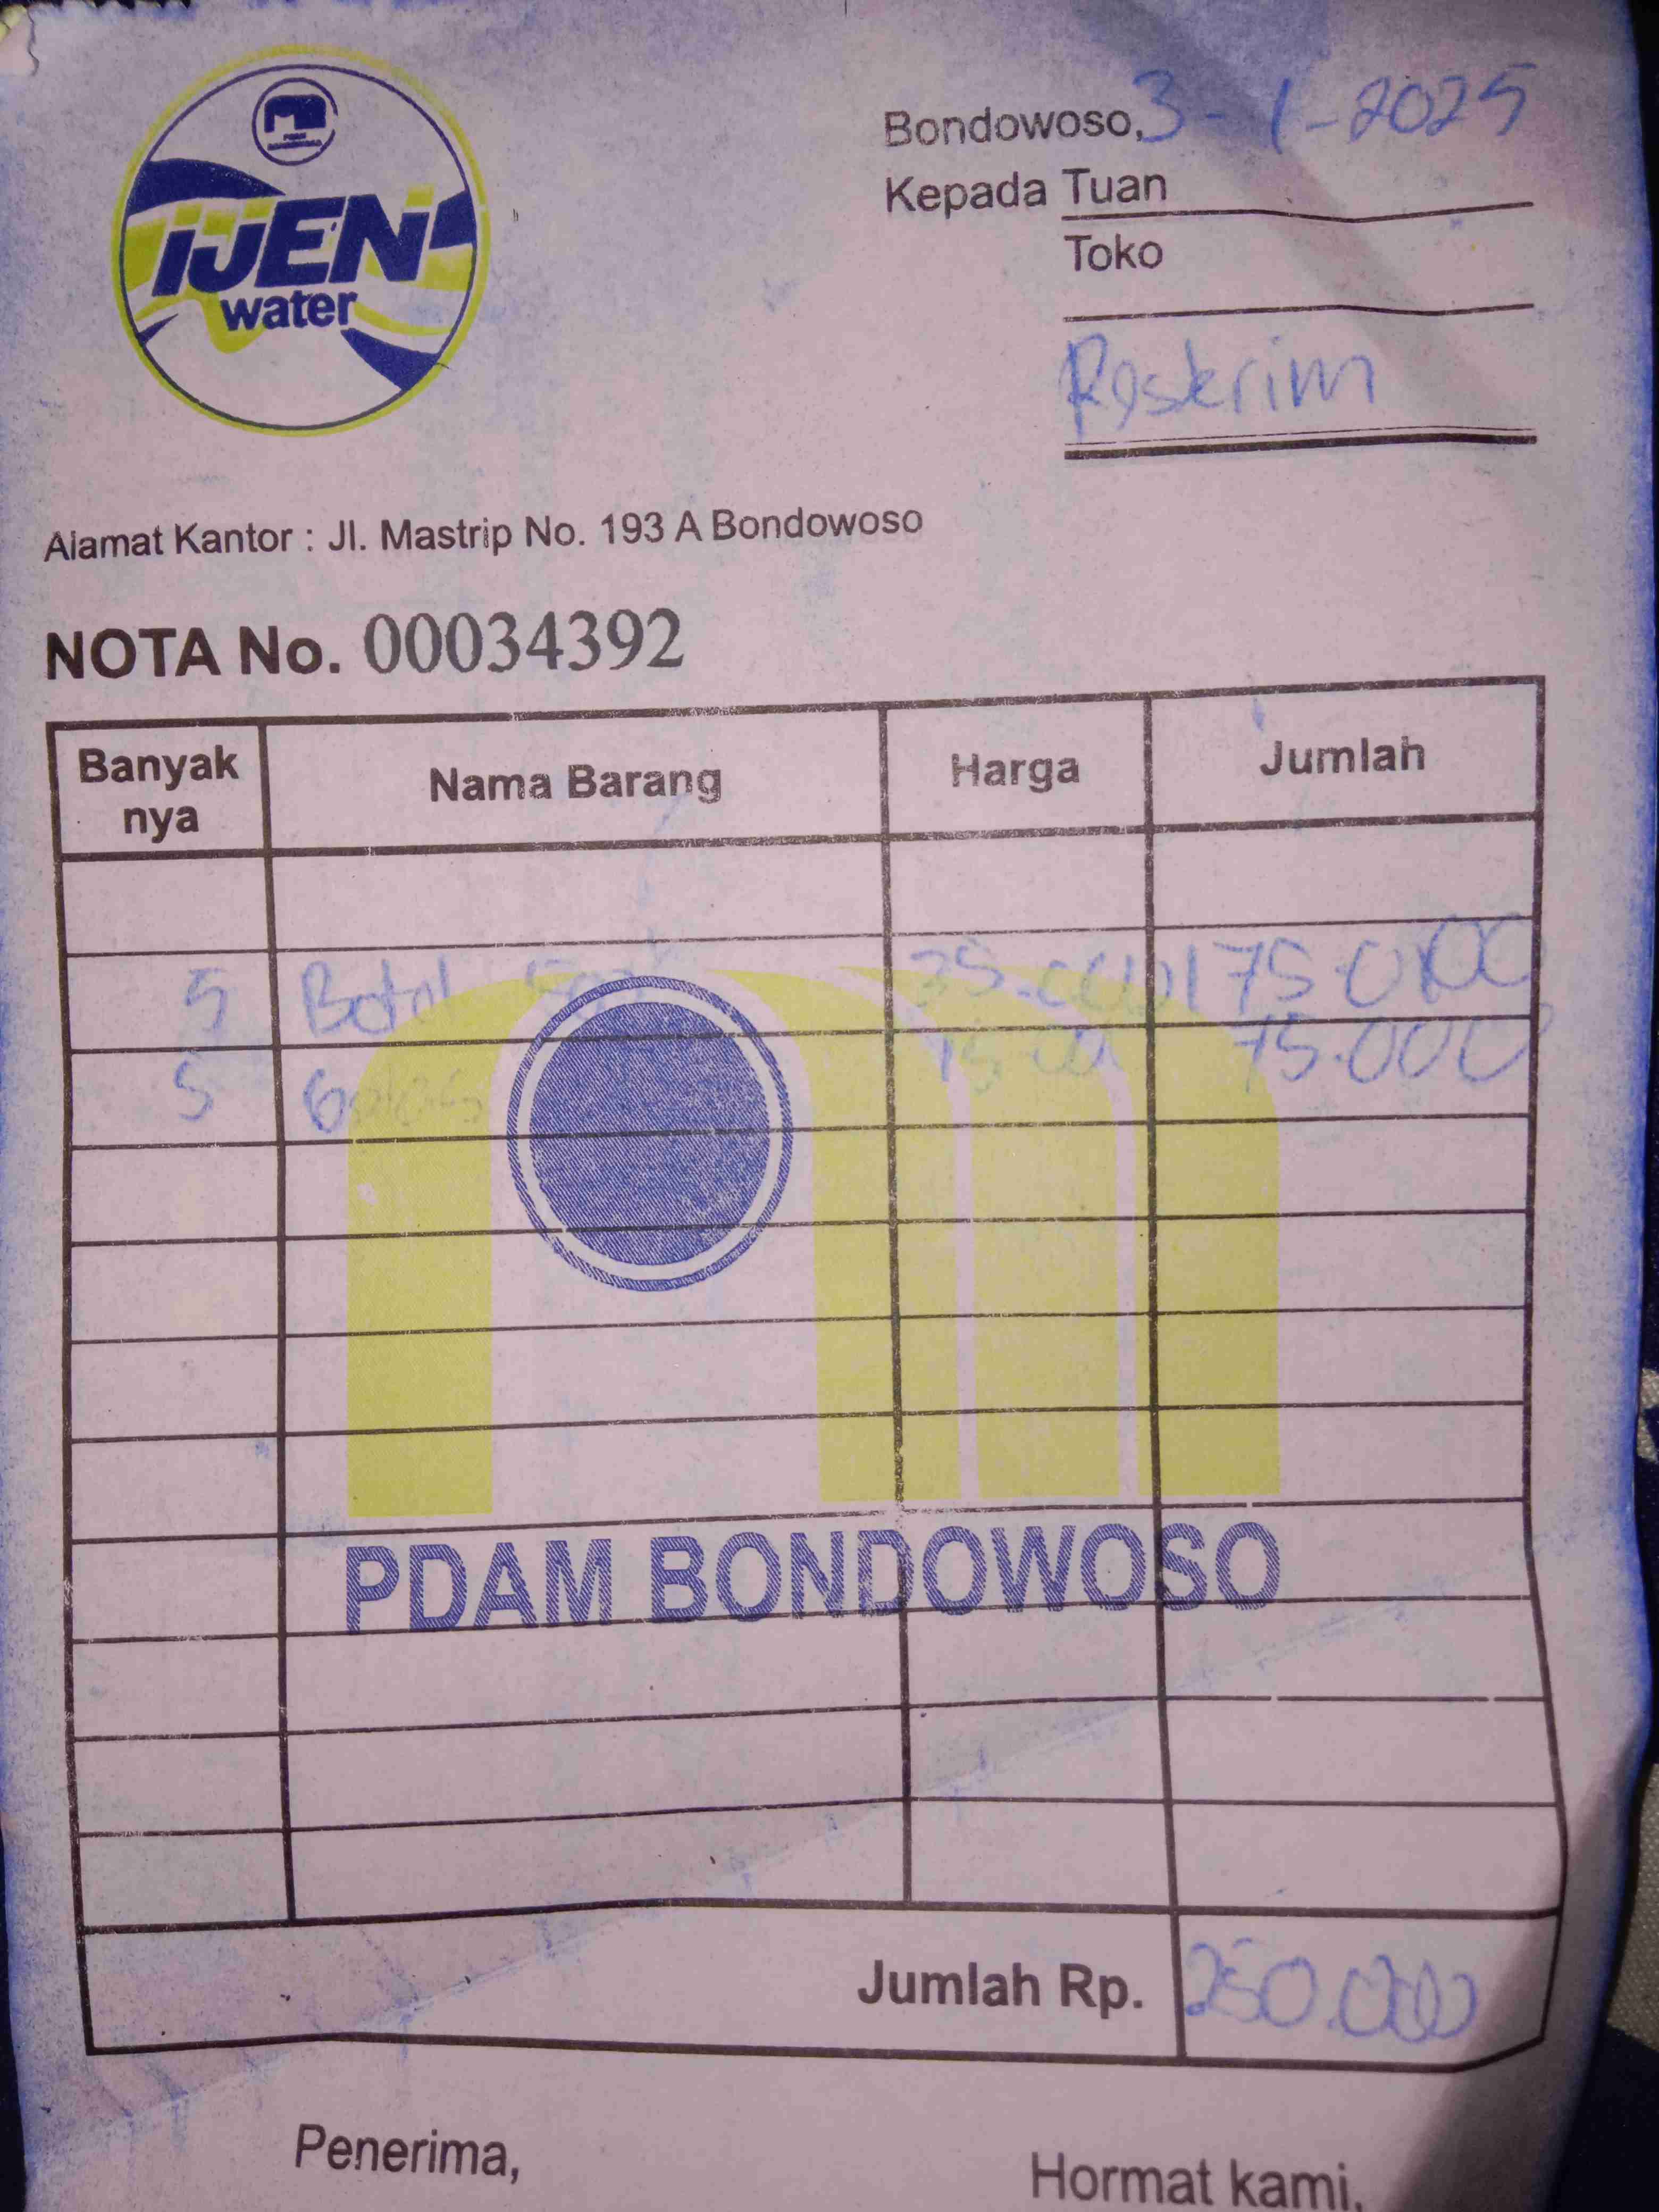 iJEN
water
Bondowoso, 3-1-2025
Kepada Tuan
Toko
Reskrim
Alamat Kantor : Jl. Mastrip No. 193 A Bondowoso
NOTA No. 00034392
Banyak nya Nama Barang Harga Jumlah
5 Botol 35.000 175.000
5 Gelas 15.000 75.000
PDAM BONDOWOSO
Jumlah Rp. 250.000
Penerima,
Hormat kami,